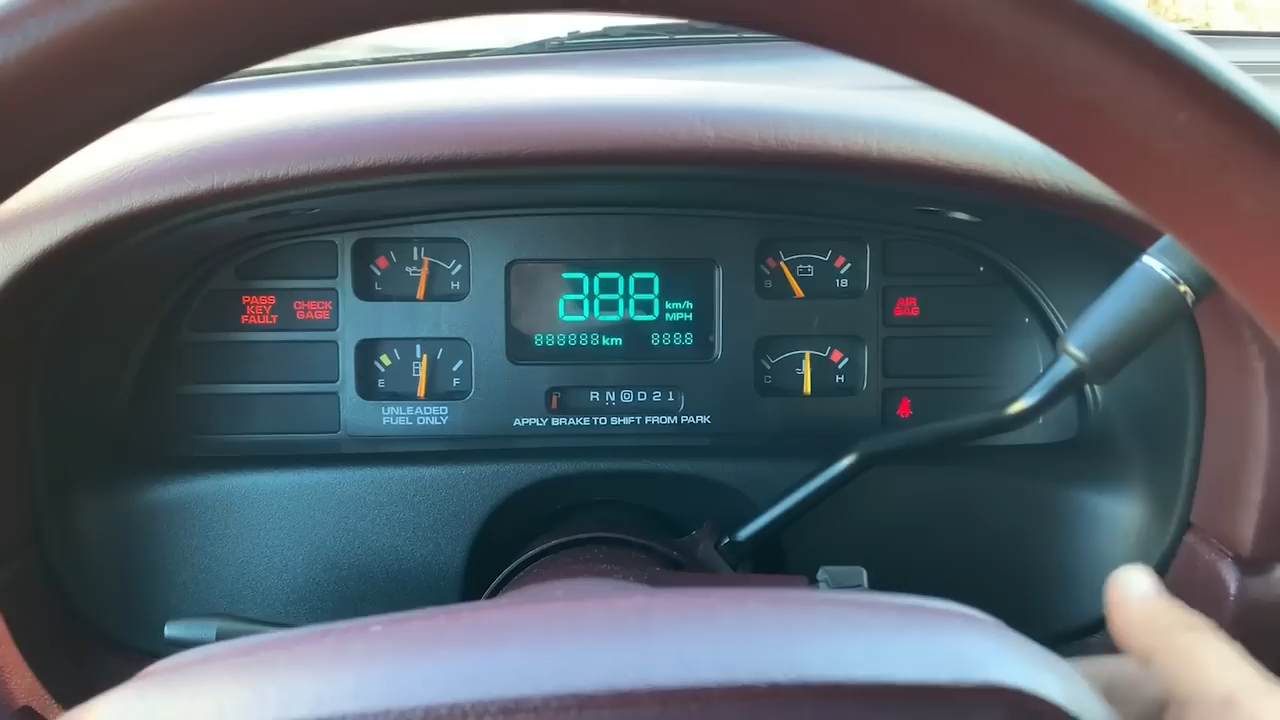 PASS
KEY
FAULT
CHECK
GAGE
L H
E F
UNLEADED
FUEL ONLY
288
km/h
MPH
888888 km 888.8
R N D D 2 1
APPLY BRAKE TO SHIFT FROM PARK
8 18
C H
AIR
BAG